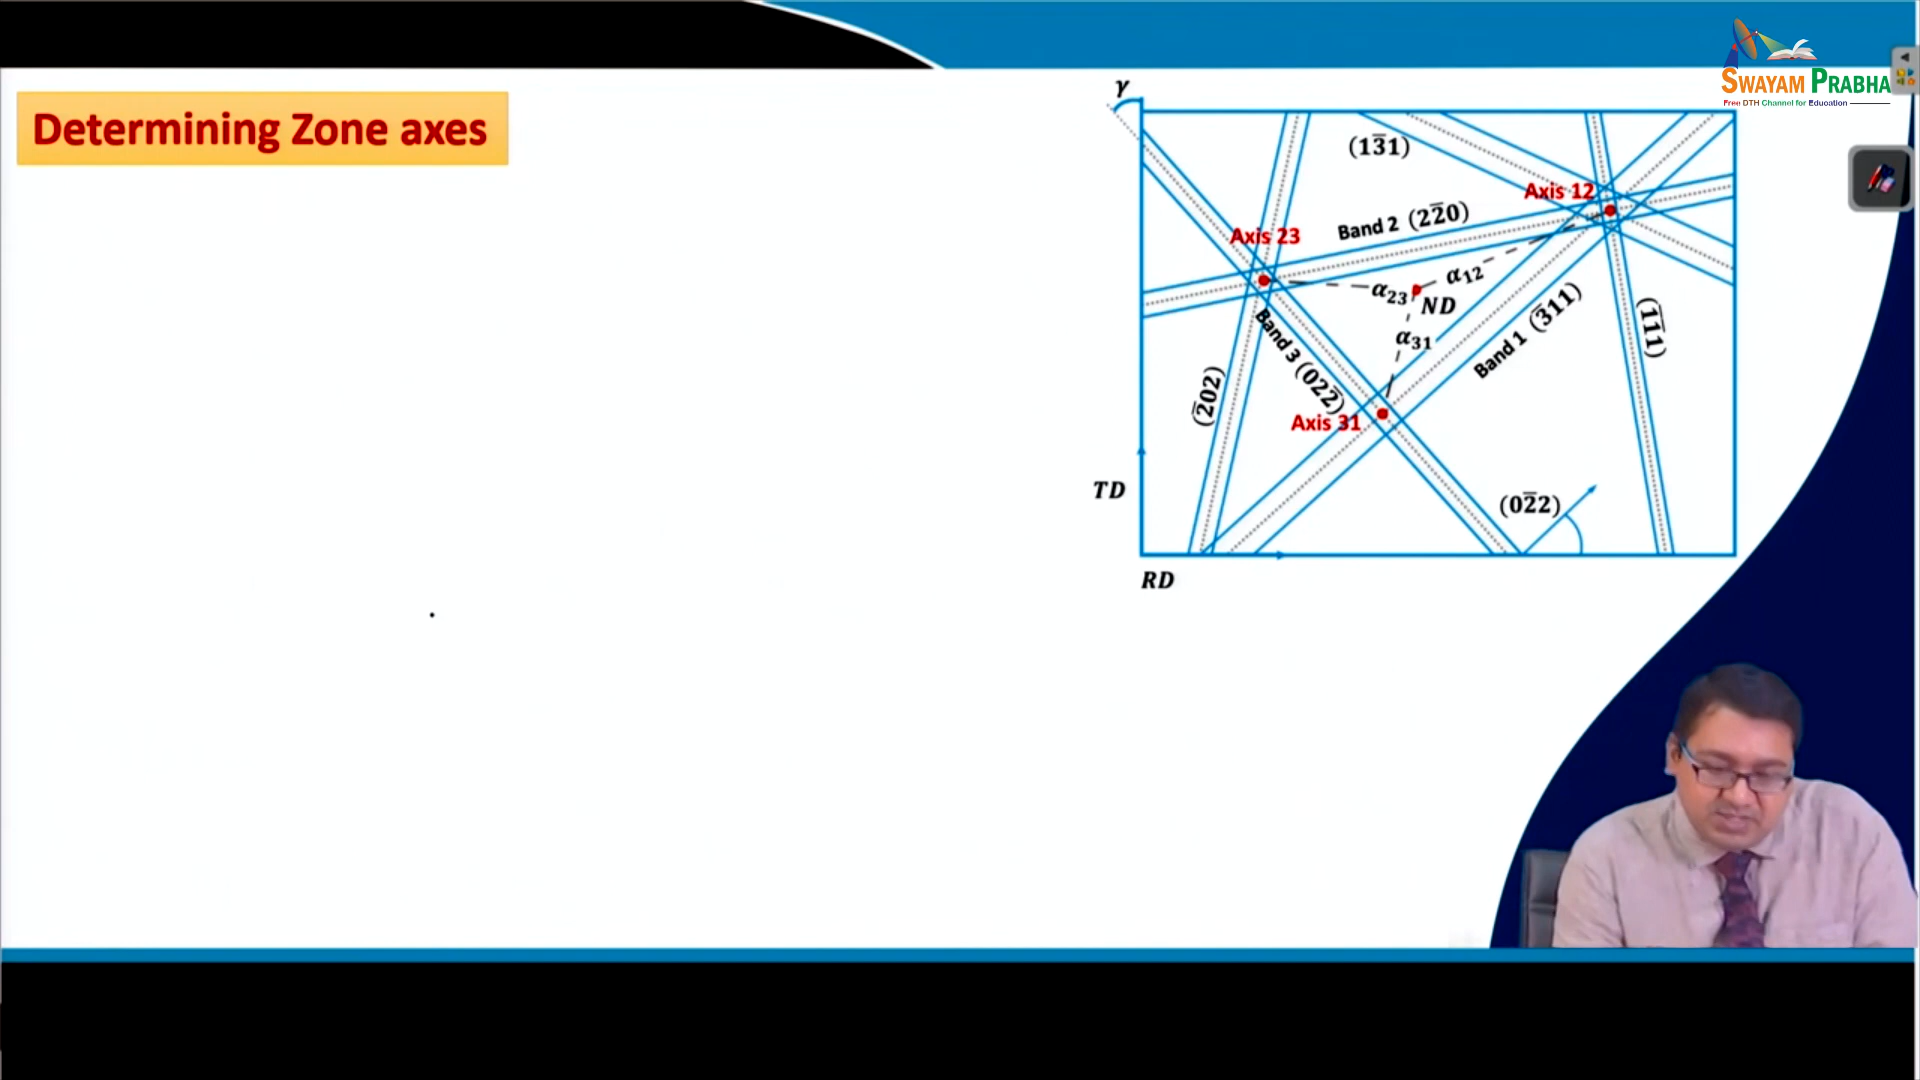 SWAYAM PRABHA
Free DTH Channel for Education
Determining Zone axes
γ
(13̅1)
Axis 12
Band 2 (22̅0)
Axis 23
α₁₂
α₂₃
ND
α₃₁
Band 1 (3̅11)
(1̅1̅1)
Band 3 (022̅)
(2̅02)
Axis 31
TD
(02̅2)
RD